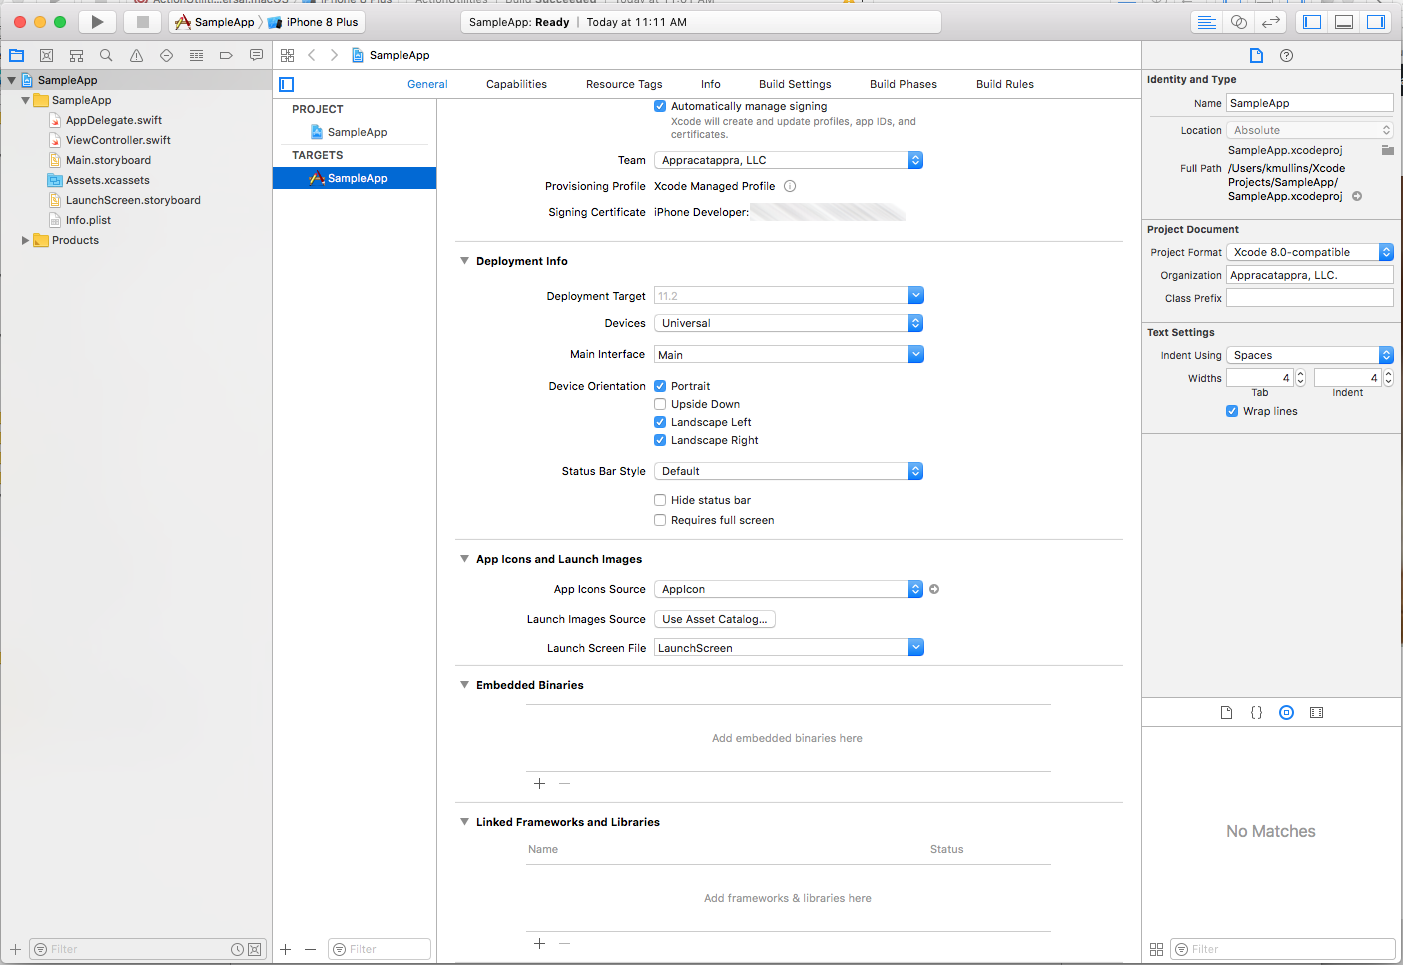 SampleApp
iPhone 8 Plus
SampleApp: Ready | Today at 11:11 AM
SampleApp
SampleApp
SampleApp
AppDelegate.swift
ViewController.swift
Main.storyboard
Assets.xcassets
LaunchScreen.storyboard
Info.plist
Products
Filter
General
Capabilities
Resource Tags
Info
Build Settings
Build Phases
Build Rules
PROJECT
SampleApp
TARGETS
SampleApp
Filter
Automatically manage signing
Xcode will create and update profiles, app IDs, and
certificates.
Team Appracatappra, LLC
Provisioning Profile Xcode Managed Profile
Signing Certificate iPhone Developer:
Deployment Info
Deployment Target 11.2
Devices Universal
Main Interface Main
Device Orientation Portrait
Upside Down
Landscape Left
Landscape Right
Status Bar Style Default
Hide status bar
Requires full screen
App Icons and Launch Images
App Icons Source AppIcon
Launch Images Source Use Asset Catalog...
Launch Screen File LaunchScreen
Embedded Binaries
Add embedded binaries here
Linked Frameworks and Libraries
Name Status
Add frameworks & libraries here
Identity and Type
Name SampleApp
Location Absolute
SampleApp.xcodeproj
Full Path /Users/kmullins/Xcode
Projects/SampleApp/
SampleApp.xcodeproj
Project Document
Project Format Xcode 8.0-compatible
Organization Appracatappra, LLC.
Class Prefix
Text Settings
Indent Using Spaces
Widths 4 4
Tab Indent
Wrap lines
No Matches
Filter